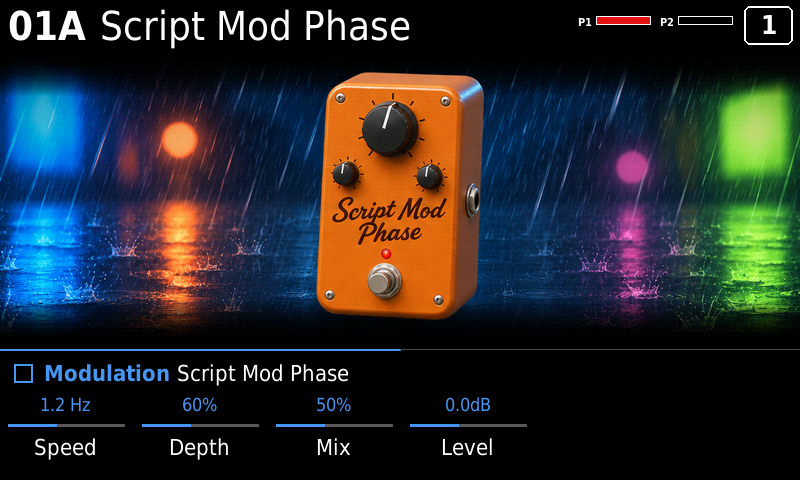 01A Script Mod Phase
P1
P2
1
Script Mod
Phase
Modulation Script Mod Phase
1.2 Hz
60%
50%
0.0dB
Speed
Depth
Mix
Level